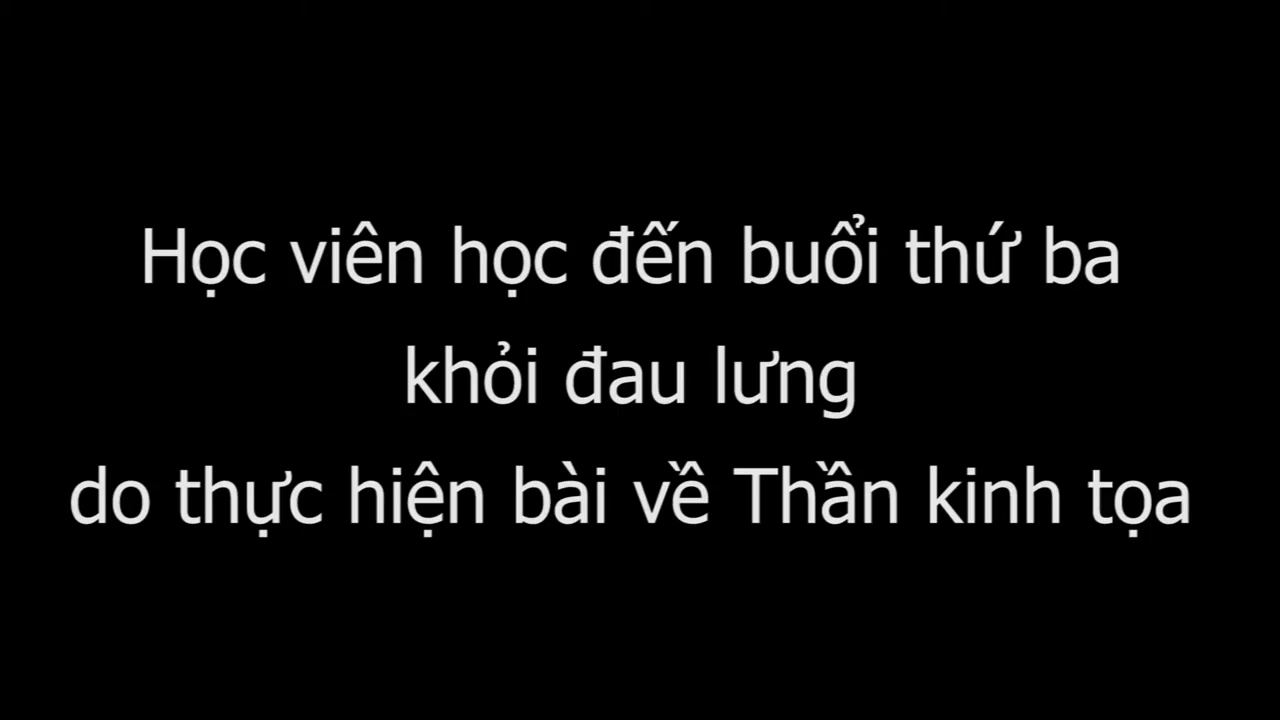 Học viên học đến buổi thứ ba
khỏi đau lưng
do thực hiện bài về Thần kinh tọa